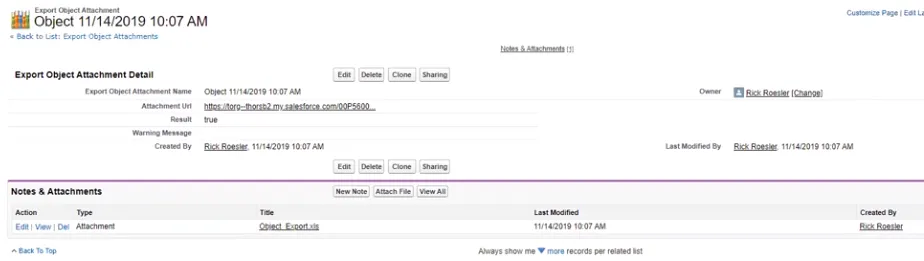 Export Object Attachment
Object 11/14/2019 10:07 AM
Customize Page | Edit La
« Back to List: Export Object Attachments
Notes & Attachments [1]
Export Object Attachment Detail Edit Delete Clone Sharing
Export Object Attachment Name Object 11/14/2019 10:07 AM Owner Rick Roesler [Change]
Attachment Url https://torg--thorsb2.my.salesforce.com/00P5600...
Result true
Warning Message
Created By Rick Roesler, 11/14/2019 10:07 AM Last Modified By Rick Roesler, 11/14/2019 10:07 AM
Edit Delete Clone Sharing
Notes & Attachments New Note Attach File View All
Action Type Title Last Modified Created By
Edit | View | Del Attachment Object_Export.xls 11/14/2019 10:07 AM Rick Roesler
^ Back To Top Always show me more records per related list